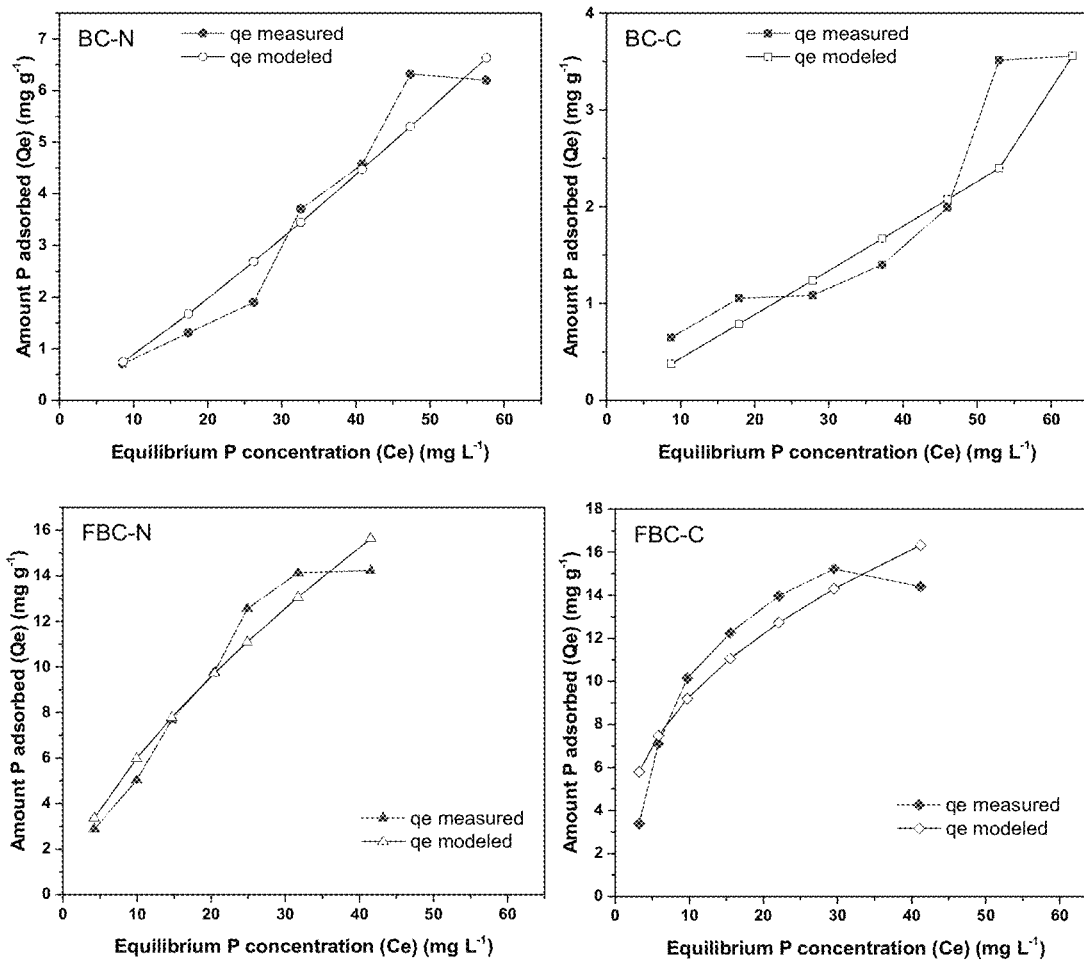 BC-N
qe measured
qe modeled
Amount P adsorbed (Qe) (mg g-1)
7
6
5
4
3
2
1
0
0 10 20 30 40 50 60
Equilibrium P concentration (Ce) (mg L-1)
BC-C
qe measured
qe modeled
Amount P adsorbed (Qe) (mg g-1)
4
3
2
1
0
0 10 20 30 40 50 60
Equilibrium P concentration (Ce) (mg L-1)
FBC-N
qe measured
qe modeled
Amount P adsorbed (Qe) (mg g-1)
16
14
12
10
8
6
4
2
0
0 10 20 30 40 50 60
Equilibrium P concentration (Ce) (mg L-1)
FBC-C
qe measured
qe modeled
Amount P adsorbed (Qe) (mg g-1)
18
16
14
12
10
8
6
4
2
0
0 10 20 30 40 50 60
Equilibrium P concentration (Ce) (mg L-1)